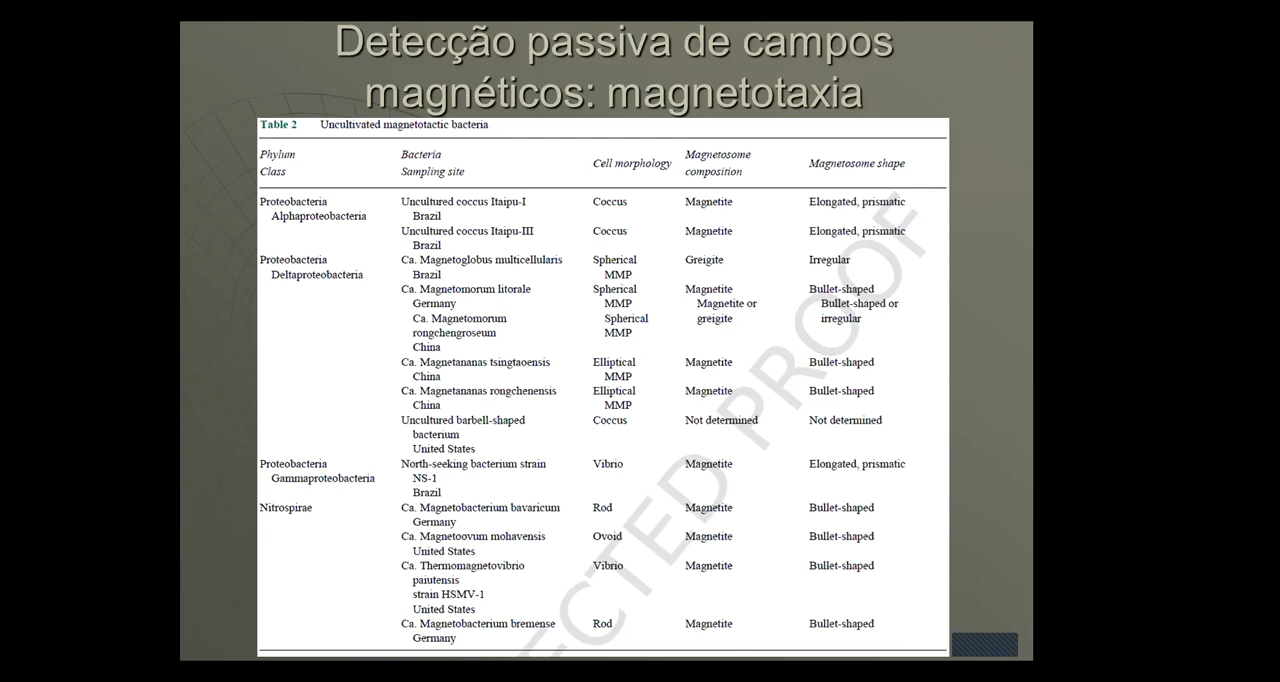 Detecção passiva de campos
magnéticos: magnetotaxia
Table 2 Uncultivated magnetotactic bacteria
Phylum Bacteria Cell morphology Magnetosome Magnetosome shape
Class Sampling site composition
Proteobacteria Uncultured coccus Itaipu-I Coccus Magnetite Elongated, prismatic
Alphaproteobacteria Brazil
Uncultured coccus Itaipu-III Coccus Magnetite Elongated, prismatic
Brazil
Proteobacteria Ca. Magnetoglobus multicellularis Spherical Greigite Irregular
Deltaproteobacteria Brazil MMP
Ca. Magnetomorum litorale Spherical Magnetite Bullet-shaped
Germany MMP Magnetite or Bullet-shaped or
Ca. Magnetomorum Spherical greigite irregular
rongchengroseum MMP
China
Ca. Magnetananas tsingtaoensis Elliptical Magnetite Bullet-shaped
China MMP
Ca. Magnetananas rongchenensis Elliptical Magnetite Bullet-shaped
China MMP
Uncultured barbell-shaped Coccus Not determined Not determined
bacterium
United States
Proteobacteria North-seeking bacterium strain Vibrio Magnetite Elongated, prismatic
Gammaproteobacteria NS-1
Brazil
Nitrospirae Ca. Magnetobacterium bavaricum Rod Magnetite Bullet-shaped
Germany
Ca. Magnetoovum mohavensis Ovoid Magnetite Bullet-shaped
United States
Ca. Thermomagnetovibrio Vibrio Magnetite Bullet-shaped
paiutensis
strain HSMV-1
United States
Ca. Magnetobacterium bremense Rod Magnetite Bullet-shaped
Germany
ECTED PROOF